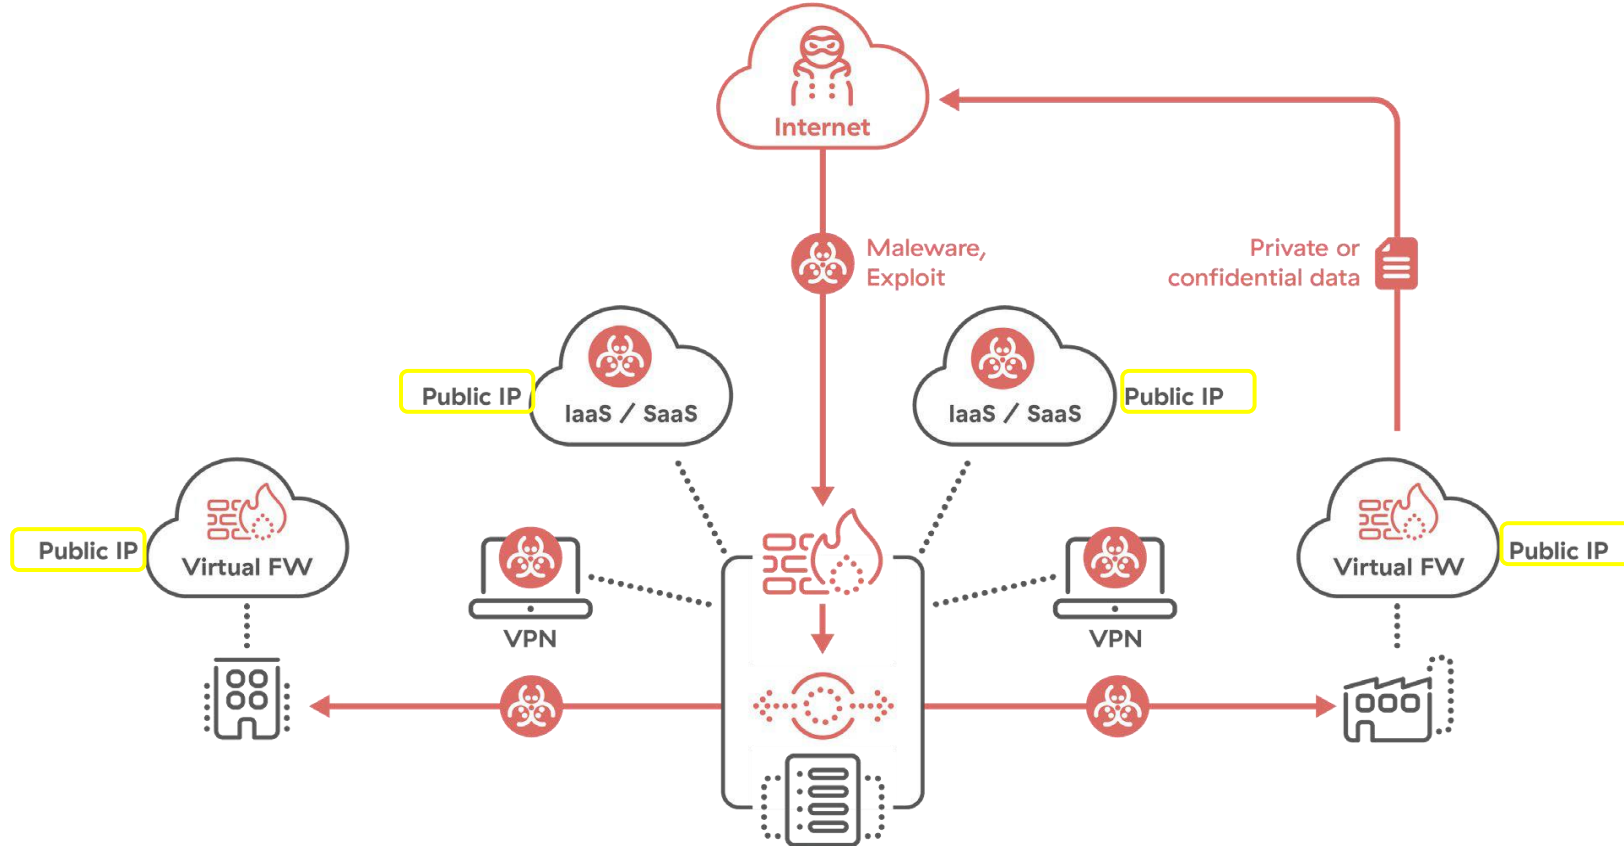 Internet
Maleware,
Exploit
Private or
confidential data
Public IP
IaaS / SaaS
IaaS / SaaS
Public IP
Public IP
Virtual FW
VPN
VPN
Virtual FW
Public IP